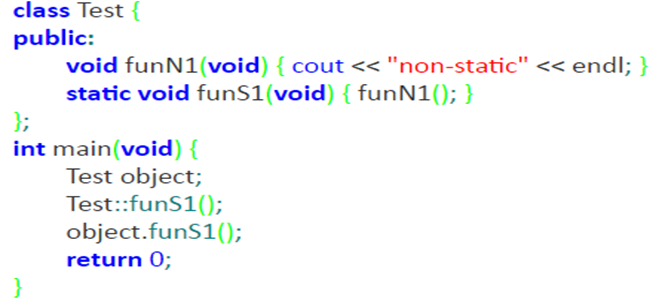 class Test {
public:
void funN1(void) { cout << "non-static" << endl; }
static void funS1(void) { funN1(); }
};
int main(void) {
Test object;
Test::funS1();
object.funS1();
return 0;
}